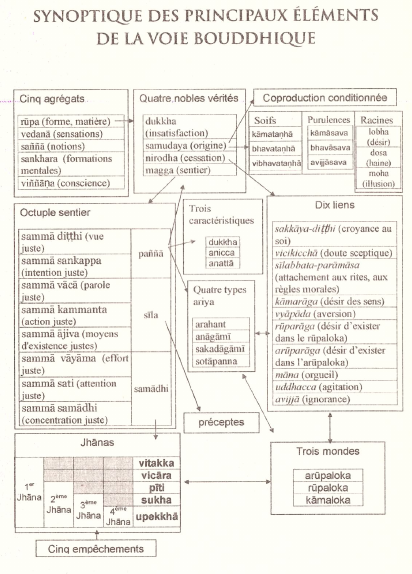 SYNOPTIQUE DES PRINCIPAUX ÉLÉMENTS
DE LA VOIE BOUDDHIQUE
Cinq agrégats
rūpa (forme, matière)
vedanā (sensations)
saññā (notions)
sankhara (formations
mentales)
viññāṇa (conscience)
Quatre nobles vérités
dukkha
(insatisfaction)
samudaya (origine)
nirodha (cessation)
magga (sentier)
Coproduction conditionnée
Soifs
kāmataṇhā
bhavataṇhā
vibhavataṇhā
Purulences
kāmāsava
bhavāsava
avijjāsava
Racines
lobha
(désir)
dosa
(haine)
moha
(illusion)
Octuple sentier
sammā diṭṭhi (vue
juste)
sammā sankappa
(intention juste)
sammā vācā (parole
juste)
sammā kammanta
(action juste)
sammā ājiva (moyens
d'existence justes)
sammā vāyāma (effort
juste)
sammā sati (attention
juste)
sammā samādhi
(concentration juste)
paññā
sīla
samādhi
Trois
caractéristiques
dukkha
anicca
anattā
Quatre types
ariya
arahant
anāgāmī
sakadāgāmī
sotāpanna
préceptes
Dix liens
sakkāya-diṭṭhi (croyance au
soi)
vicikicchā (doute sceptique)
sīlabbata-parāmāsa
(attachement aux rites, aux
règles morales)
kāmarāga (désir des sens)
vyāpāda (aversion)
rūparāga (désir d'exister
dans le rūpaloka)
arūparāga (désir d'exister
dans l'arūpaloka)
māna (orgueil)
uddhacca (agitation)
avijjā (ignorance)
Jhānas
1er
Jhāna
2ème
Jhāna
3ème
Jhāna
4ème
Jhāna
vitakka
vicāra
pīti
sukha
upekkhā
Cinq empêchements
Trois mondes
arūpaloka
rūpaloka
kāmaloka